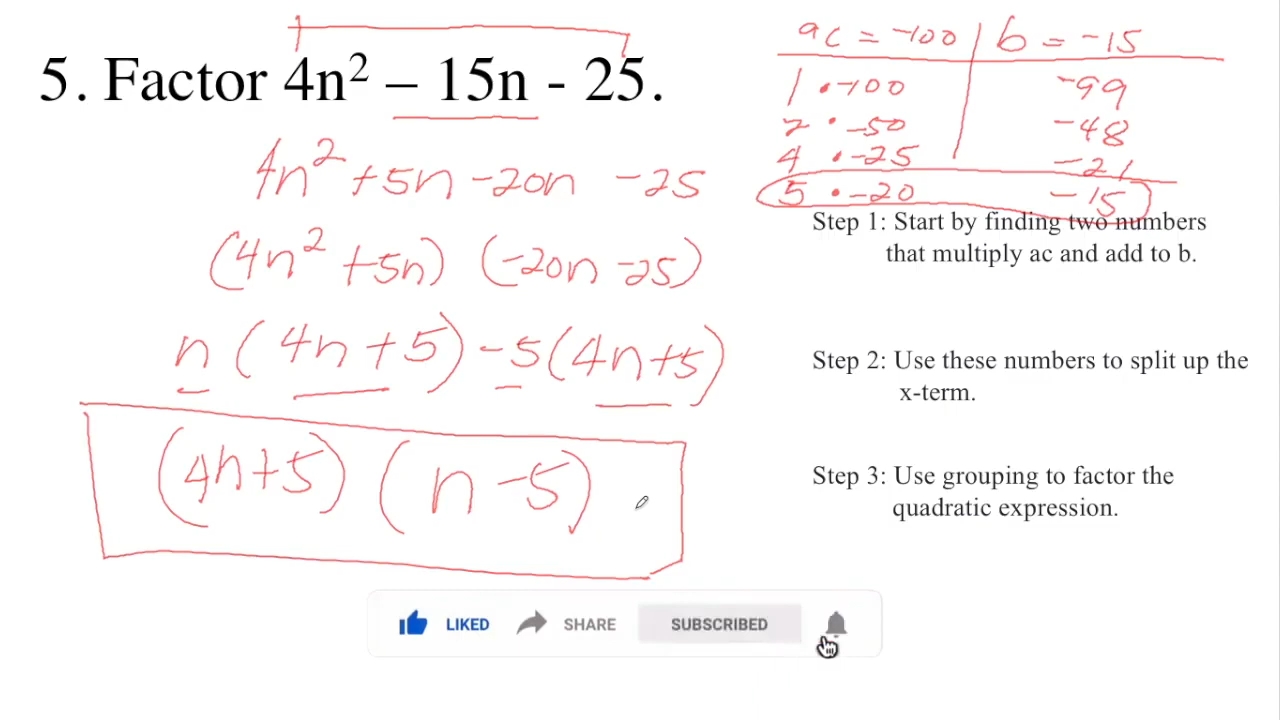 5. Factor 4n² – 15n - 25.
4n² +5n -20n -25
(4n² +5n) (-20n -25)
n (4n+5) -5 (4n+5)
(4n+5) (n -5)
ac = -100 | b = -15
1 · -100 -99
2 · -50 -48
4 · -25 -21
5 · -20 -15
Step 1: Start by finding two numbers
that multiply ac and add to b.
Step 2: Use these numbers to split up the
x-term.
Step 3: Use grouping to factor the
quadratic expression.
LIKED SHARE SUBSCRIBED